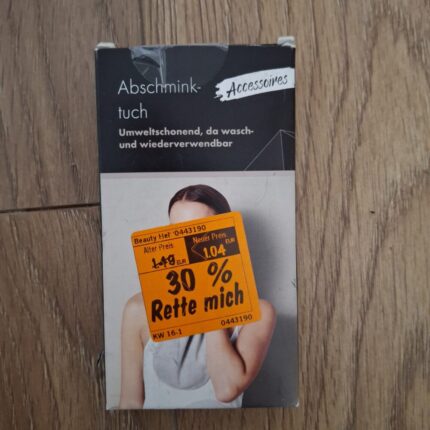 Abschmink-
tuch
Accessoires
Umweltschonend, da wasch-
und wiederverwendbar
Beauty Her 0443190
Alter Preis
Neuer Preis
1.49 EUR
1.04 EUR
30 %
Rette mich
KW 16-1
0443190